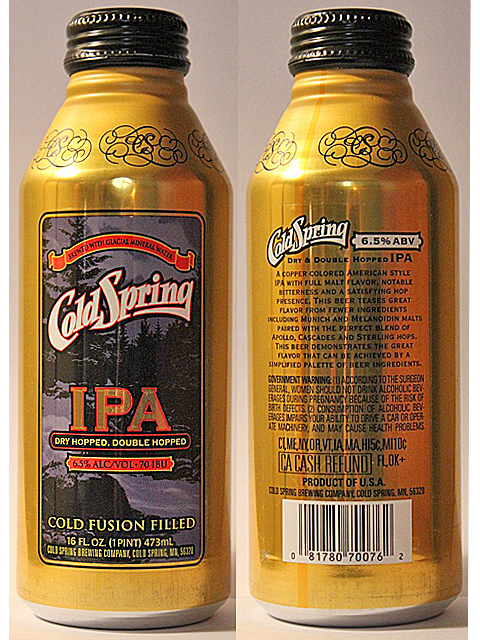 BREWED WITH GLACIAL MINERAL WATER
Cold Spring
IPA
DRY HOPPED, DOUBLE HOPPED
6.5% ALC/VOL • 70 IBU
COLD FUSION FILLED
16 FL. OZ. (1 PINT) 473mL
COLD SPRING BREWING COMPANY, COLD SPRING, MN, 56320
Cold Spring
6.5% ABV
DRY & DOUBLE HOPPED IPA
A COPPER COLORED AMERICAN STYLE
IPA WITH FULL MALT FLAVOR, NOTABLE
BITTERNESS AND A SATISFYING HOP
PRESENCE. THIS BEER TEASES GREAT
FLAVOR FROM FEWER INGREDIENTS
INCLUDING MUNICH AND MELANOIDIN MALTS
PAIRED WITH THE PERFECT BLEND OF
APOLLO, CASCADES AND STERLING HOPS.
THIS BEER DEMONSTRATES THE GREAT
FLAVOR THAT CAN BE ACHIEVED BY A
SIMPLIFIED PALETTE OF BEER INGREDIENTS.
GOVERNMENT WARNING: (1) ACCORDING TO THE SURGEON
GENERAL, WOMEN SHOULD NOT DRINK ALCOHOLIC BEV-
ERAGES DURING PREGNANCY BECAUSE OF THE RISK OF
BIRTH DEFECTS. (2) CONSUMPTION OF ALCOHOLIC BEV-
ERAGES IMPAIRS YOUR ABILITY TO DRIVE A CAR OR OPER-
ATE MACHINERY, AND MAY CAUSE HEALTH PROBLEMS.
CT,ME,NY,OR,VT,IA,MA,HI5¢,MI10¢
CA CASH REFUND FL,OK+
PRODUCT OF U.S.A.
COLD SPRING BREWING COMPANY, COLD SPRING, MN, 56320
0 81780 70076 2